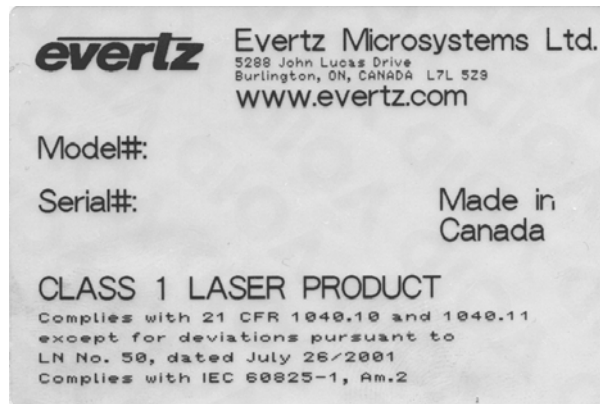 evertz
Evertz Microsystems Ltd.
5288 John Lucas Drive
Burlington, ON, CANADA L7L 5Z9
www.evertz.com
Model#:
Serial#:
Made in
Canada
CLASS 1 LASER PRODUCT
Complies with 21 CFR 1040.10 and 1040.11
except for deviations pursuant to
LN No. 50, dated July 26/2001
Complies with IEC 60825-1, Am.2